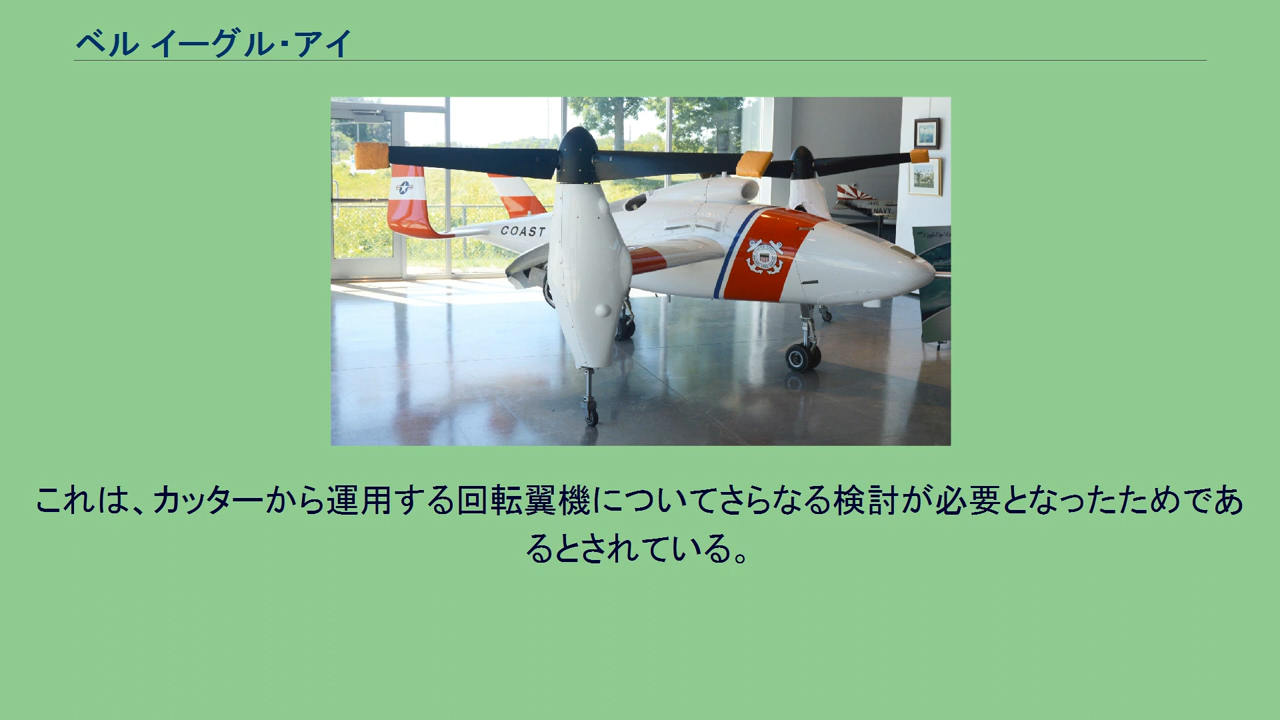 ベル イーグル・アイ
COAST
NAVY
これは、カッターから運用する回転翼機についてさらなる検討が必要となったためであ
るとされている。